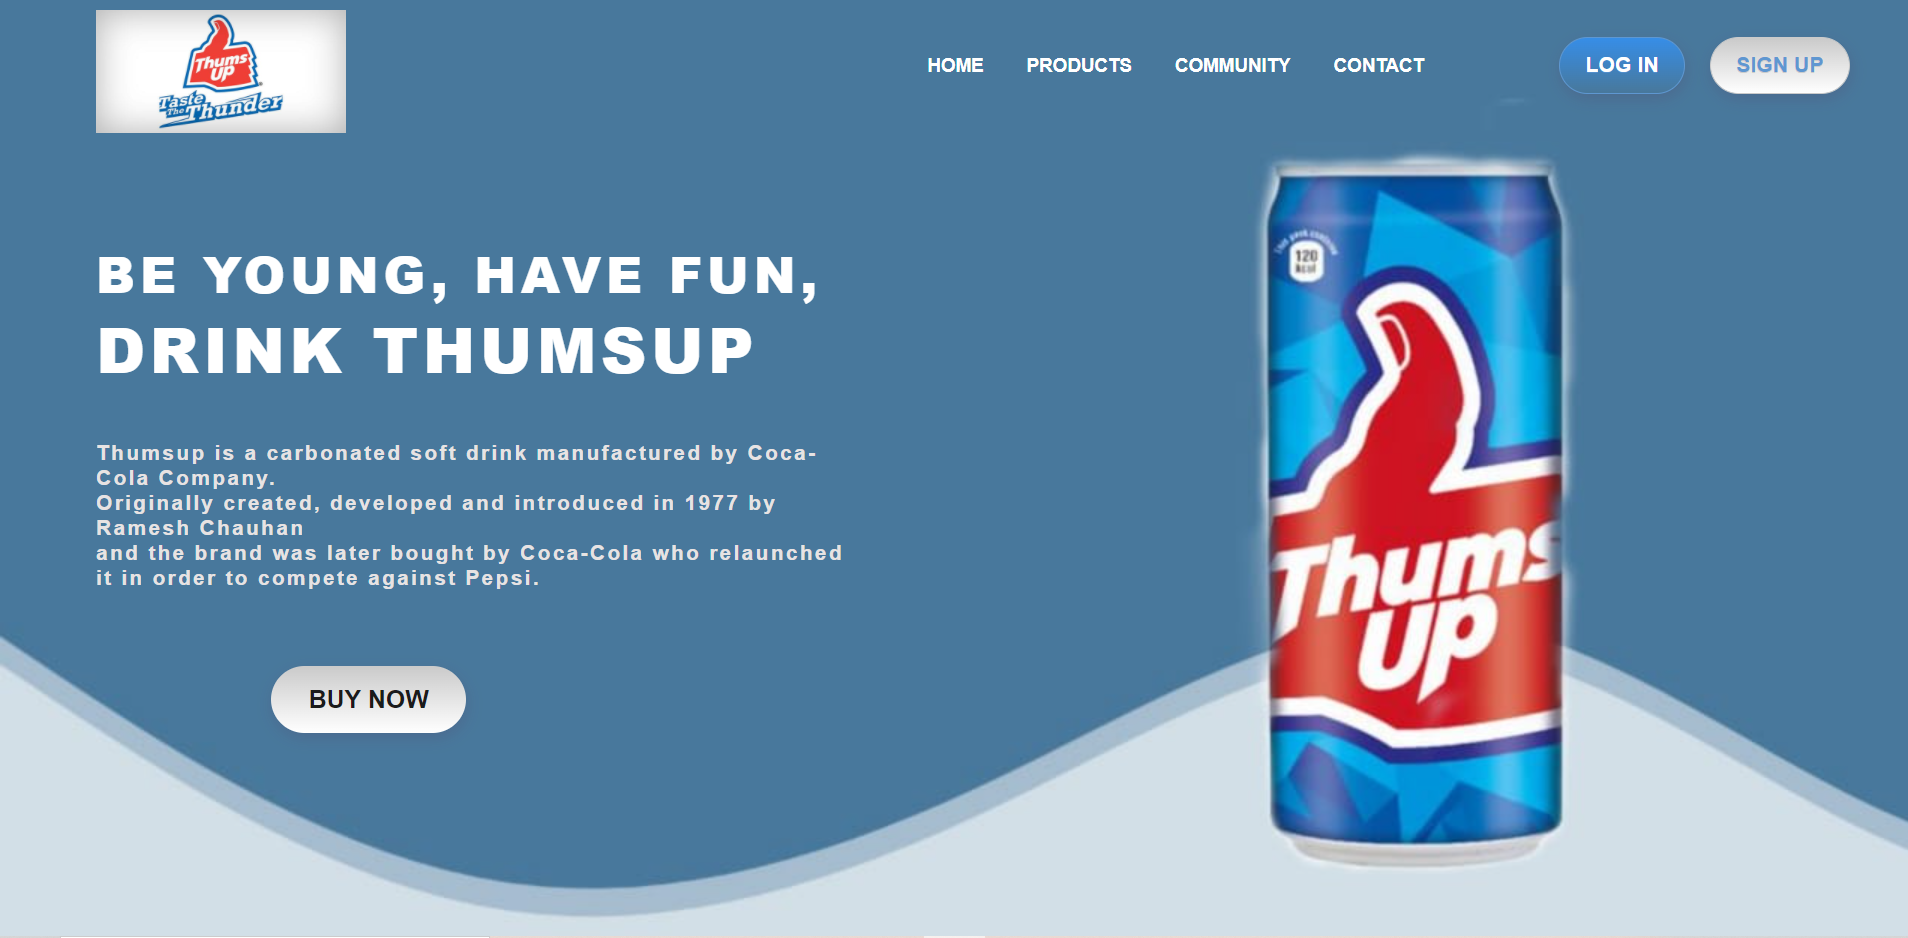 Thums
UP
Taste
The Thunder
HOME PRODUCTS COMMUNITY CONTACT
LOG IN
SIGN UP
BE YOUNG, HAVE FUN,
DRINK THUMSUP
Thumsup is a carbonated soft drink manufactured by Coca-
Cola Company.
Originally created, developed and introduced in 1977 by
Ramesh Chauhan
and the brand was later bought by Coca-Cola who relaunched
it in order to compete against Pepsi.
BUY NOW
This pack contains
120
kcal
Thums
Up